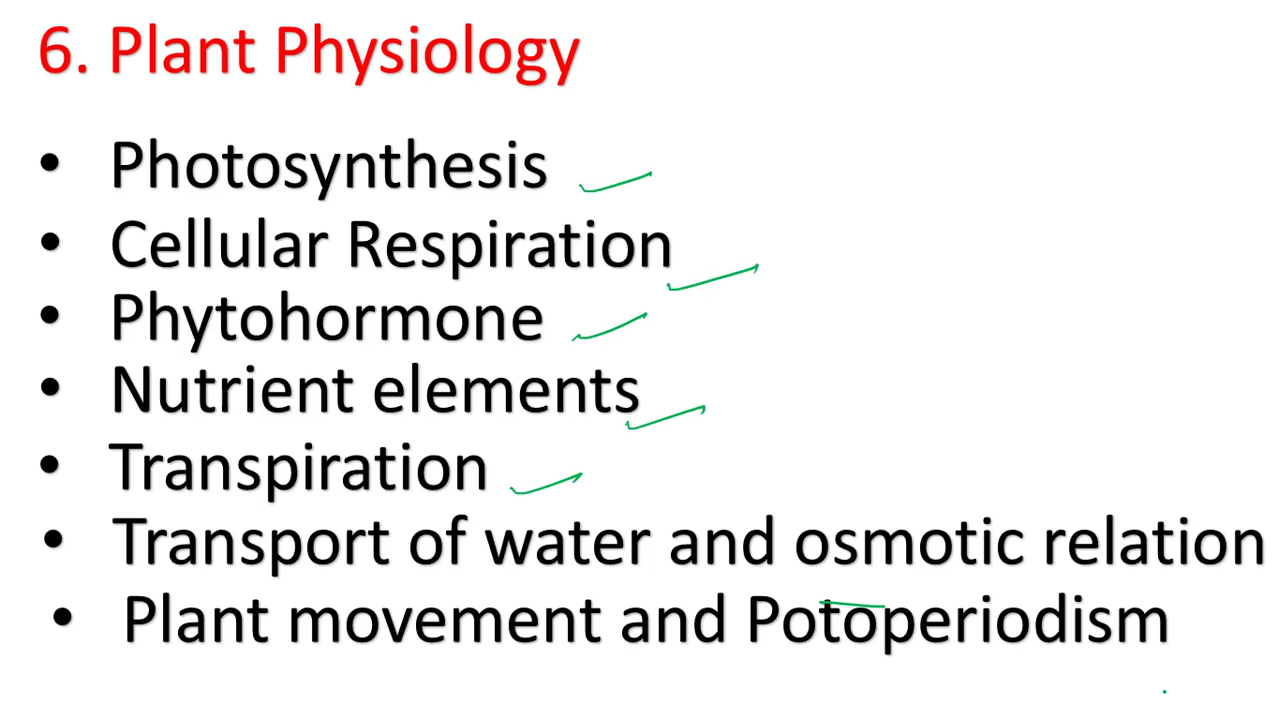 6. Plant Physiology
• Photosynthesis
• Cellular Respiration
• Phytohormone
• Nutrient elements
• Transpiration
• Transport of water and osmotic relation
• Plant movement and Potoperiodism